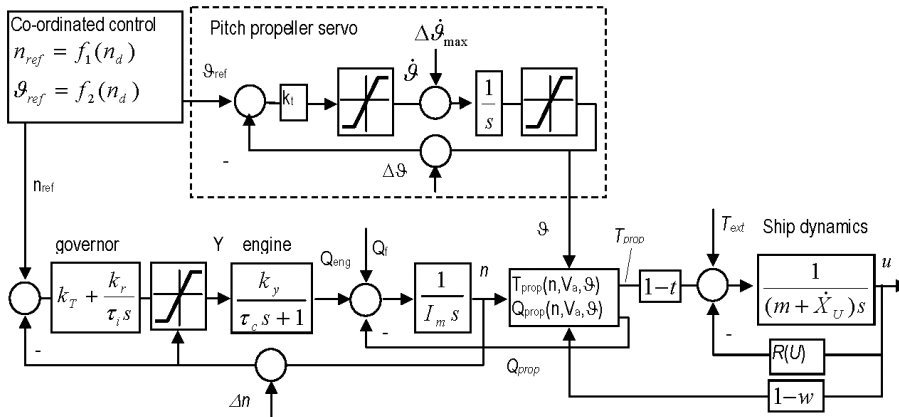 Co-ordinated control
n_ref = f_1(n_d)
ϑ_ref = f_2(n_d)
Pitch propeller servo
ϑ_ref
k_t
ϑ̇
Δϑ̇_max
1/s
-
Δϑ
n_ref
governor
k_T + k_r/(τ_i s)
Y
engine
k_y/(τ_c s + 1)
Q_eng
Q_f
1/(I_m s)
n
ϑ
T_prop(n,V_a,ϑ)
Q_prop(n,V_a,ϑ)
T_prop
1-t
T_ext
Ship dynamics
1/((m + Ẋ_U)s)
u
-
-
-
R(U)
Q_prop
1-w
Δn